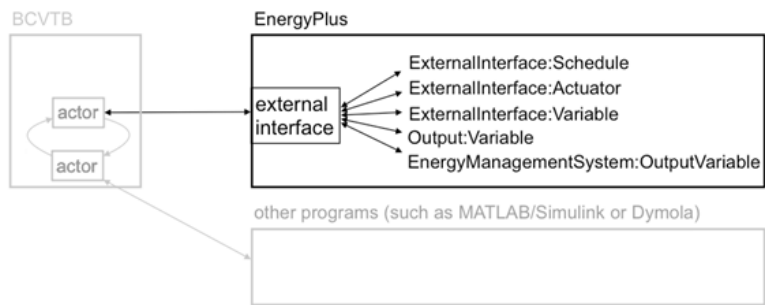 BCVTB
EnergyPlus
actor
actor
external
interface
ExternalInterface:Schedule
ExternalInterface:Actuator
ExternalInterface:Variable
Output:Variable
EnergyManagementSystem:OutputVariable
other programs (such as MATLAB/Simulink or Dymola)